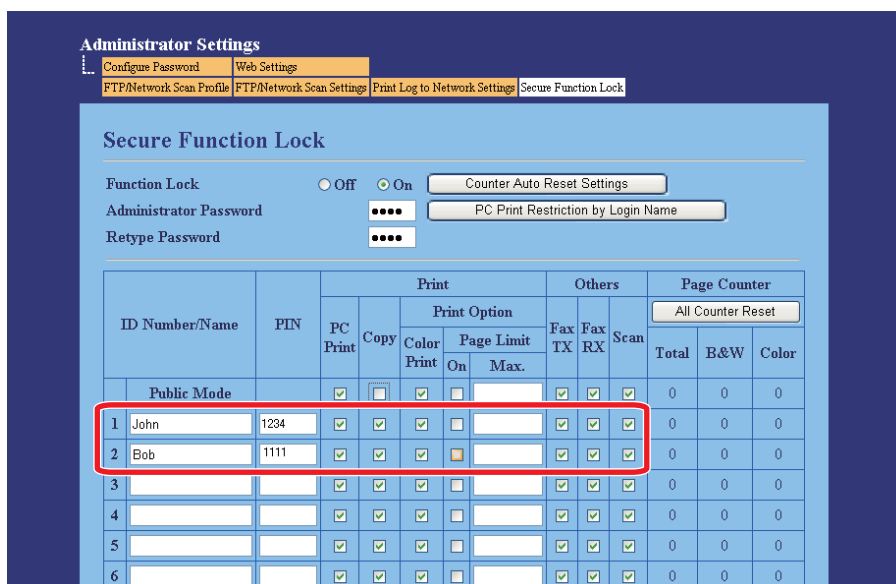 Administrator Settings
Configure Password Web Settings
FTP/Network Scan Profile FTP/Network Scan Settings Print Log to Network Settings Secure Function Lock
Secure Function Lock
Function Lock Off On Counter Auto Reset Settings
Administrator Password •••• PC Print Restriction by Login Name
Retype Password ••••
Print Others Page Counter
ID Number/Name PIN PC Print Copy Print Option Fax TX Fax RX Scan All Counter Reset
Color Print Page Limit Total B&W Color
On Max.
Public Mode 0 0 0
1 John 1234 0 0 0
2 Bob 1111 0 0 0
3 0 0 0
4 0 0 0
5 0 0 0
6 0 0 0